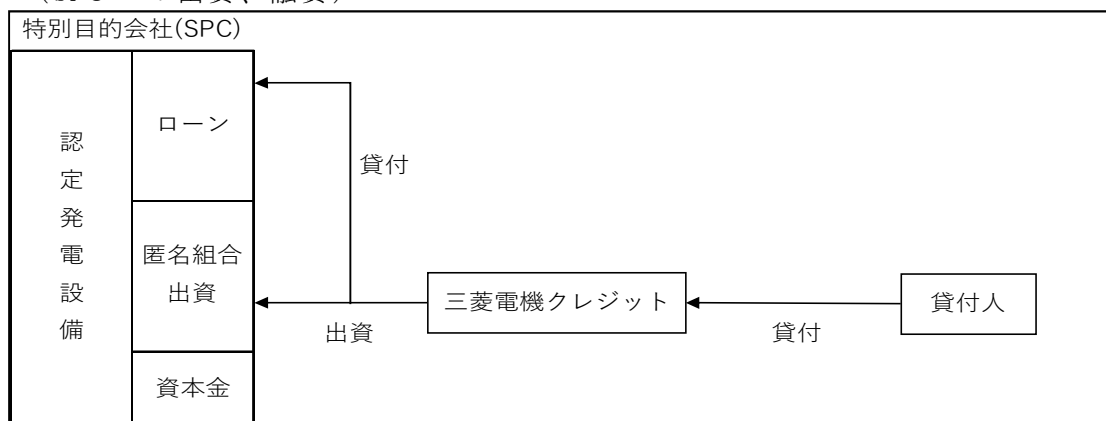 特別目的会社(SPC)
認定発電設備
ローン
貸付
匿名組合
出資
三菱電機クレジット
貸付人
出資
貸付
資本金